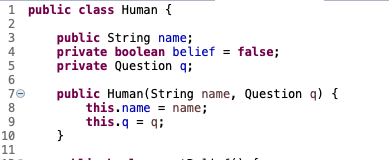 1 public class Human {
2
3 public String name;
4 private boolean belief = false;
5 private Question q;
6
7 public Human(String name, Question q) {
8 this.name = name;
9 this.q = q;
10 }
11